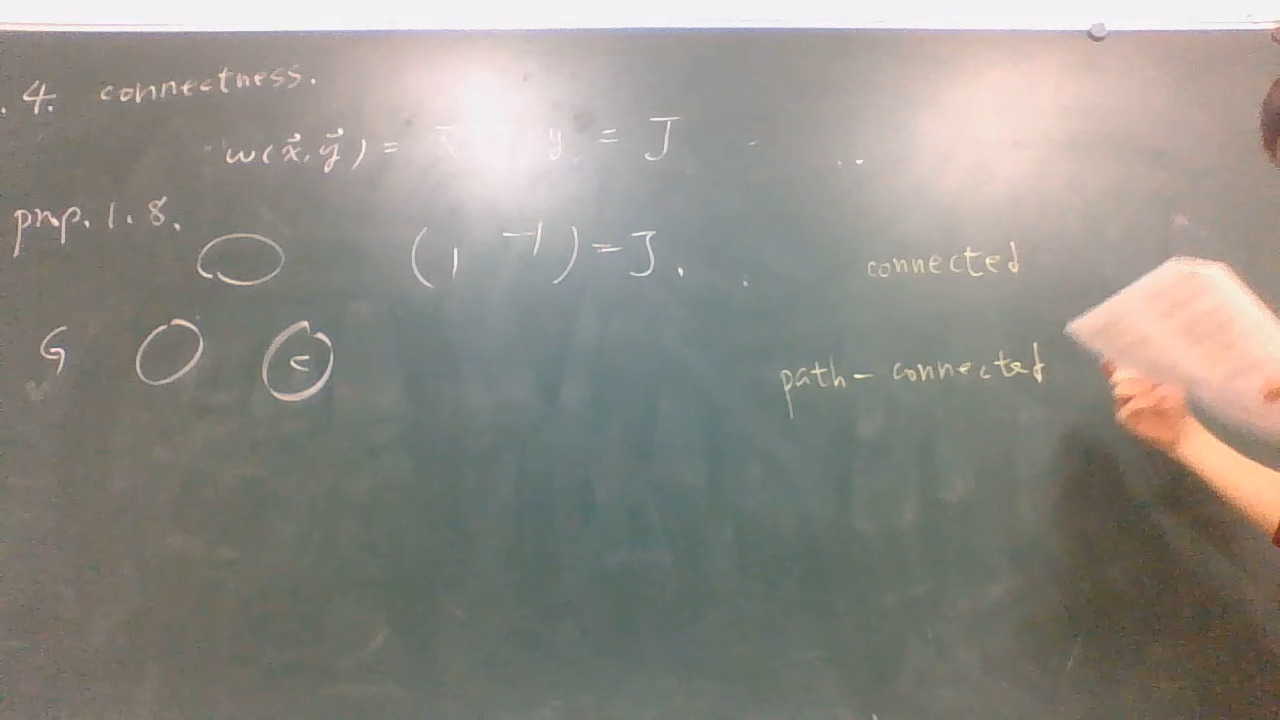 .4. connectness.
w(x⃗, y⃗) = y = J
prop. 1.8.
(1 -1) = J.
connected
G
c
path-connected